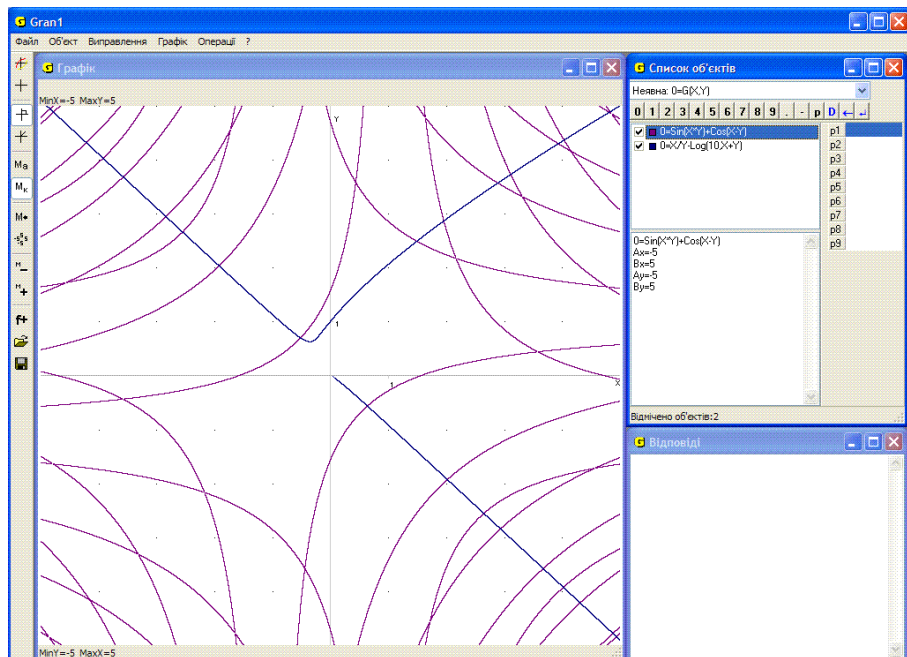 Gran1
Файл Об'єкт Виправлення Графік Операції ?
Графік
MinX=-5 MaxY=5
Y
1
1
X
MinY=-5 MaxX=5
Список об'єктів
Неявна: 0=G(X,Y)
0 1 2 3 4 5 6 7 8 9 . - p D ← ↵
0=Sin(X*Y)+Cos(X-Y)
0=X/Y-Log(10,X+Y)
p1
p2
p3
p4
p5
p6
p7
p8
p9
0=Sin(X*Y)+Cos(X-Y)
Ax=-5
Bx=5
Ay=-5
By=5
Відмічено об'єктів:2
Відповіді